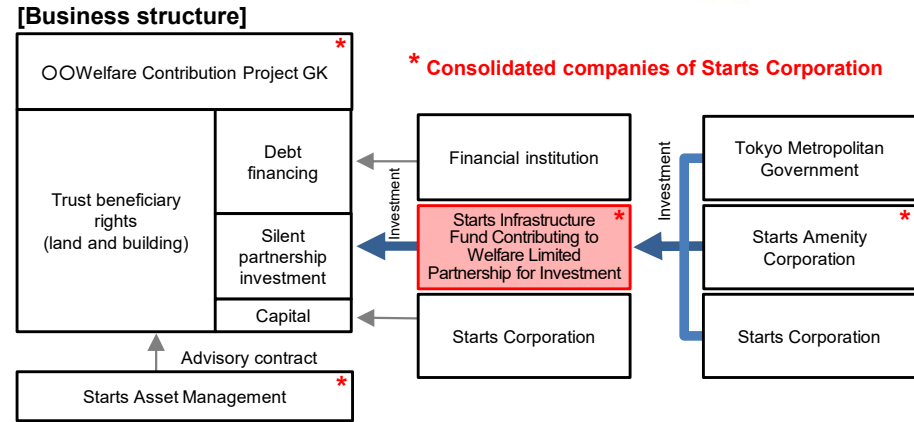 [Business structure]
*
〇〇Welfare Contribution Project GK
* Consolidated companies of Starts Corporation
Trust beneficiary
rights
(land and building)
Debt
financing
Silent
partnership
investment
Capital
Investment
Financial institution
Starts Infrastructure *
Fund Contributing to
Welfare Limited
Partnership for Investment
Starts Corporation
Investment
Tokyo Metropolitan
Government
*
Starts Amenity
Corporation
Starts Corporation
Advisory contract
Starts Asset Management *